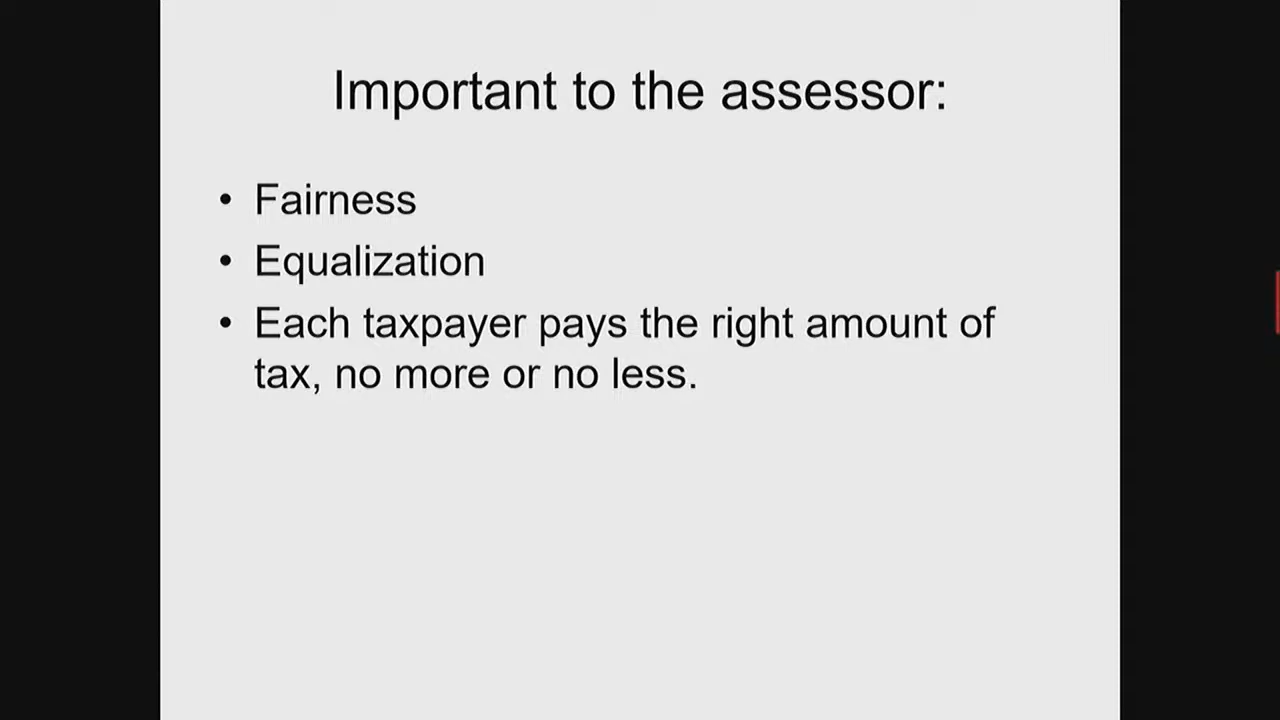 Important to the assessor:
• Fairness
• Equalization
• Each taxpayer pays the right amount of
tax, no more or no less.